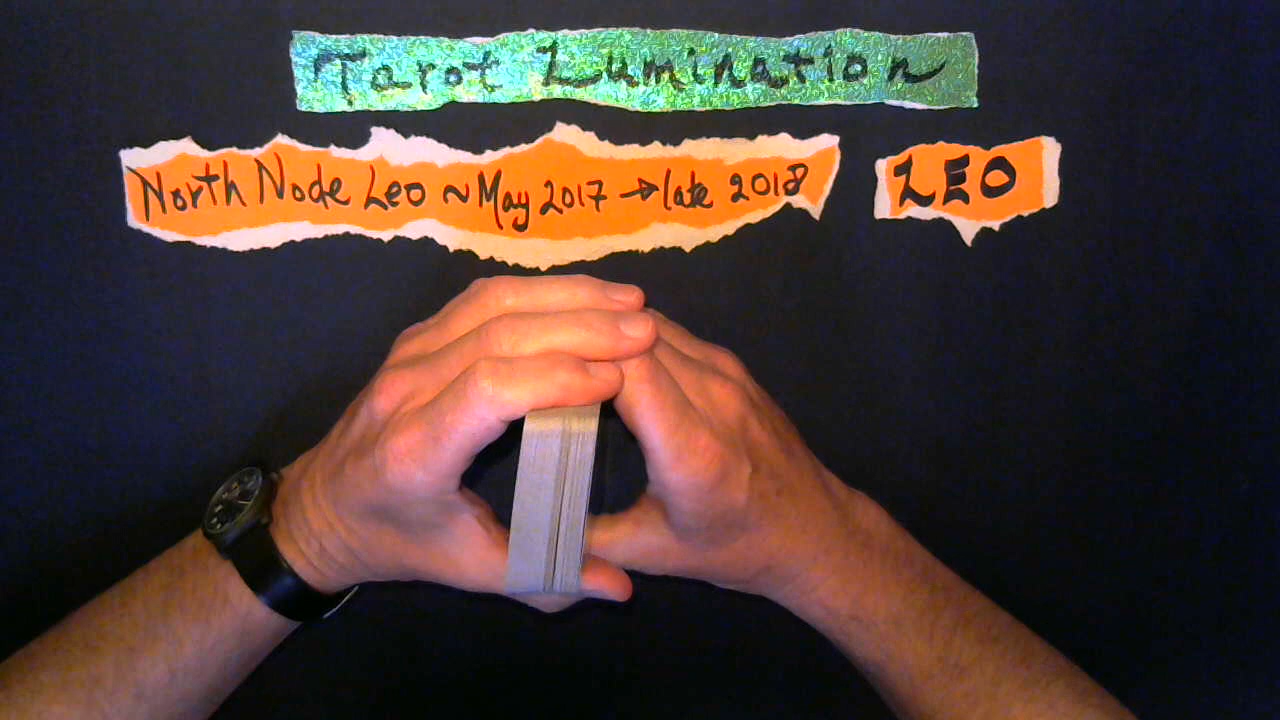 Tarot Lumination
North Node Leo ~ May 2017 → late 2018
LEO